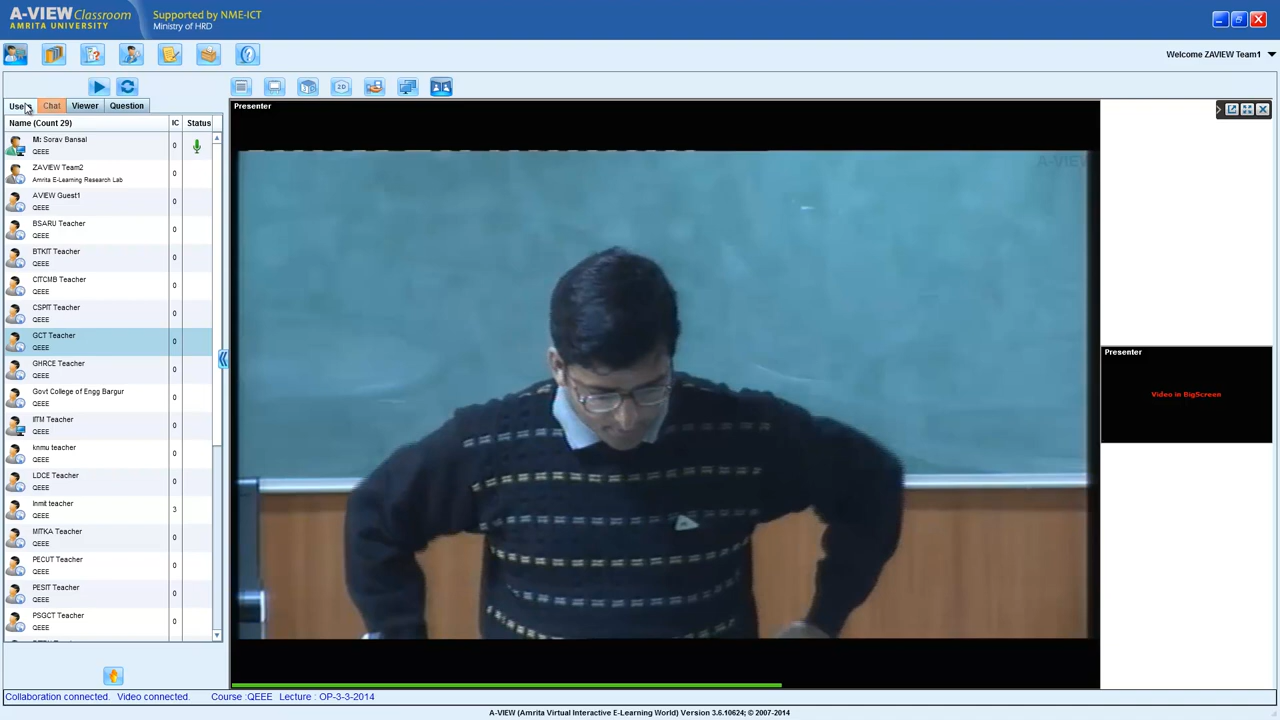 A-VIEW Classroom
AMRITA UNIVERSITY
Supported by NME-ICT
Ministry of HRD
Welcome ZAVIEW Team1
Chat
Viewer
Question
Name (Count 29)
IC
Status
M: Sorav Bansal
QEEE
0
ZAVIEW Team2
Amrita E-Learning Research Lab
0
AVIEW Guest1
QEEE
0
BSARU Teacher
QEEE
0
BTKIT Teacher
QEEE
0
CITCMB Teacher
QEEE
0
CSPIT Teacher
QEEE
0
GCT Teacher
QEEE
0
GHRCE Teacher
QEEE
0
Govt College of Engg Bargur
QEEE
0
IITM Teacher
QEEE
0
knmu teacher
QEEE
0
LDCE Teacher
QEEE
0
lnmit teacher
QEEE
3
MITKA Teacher
QEEE
0
PECUT Teacher
QEEE
0
PESIT Teacher
QEEE
0
PSGCT Teacher
QEEE
0
2D
Presenter
A-VIEW
Presenter
Video in BigScreen
Collaboration connected. Video connected. Course :QEEE Lecture : OP-3-3-2014
A-VIEW (Amrita Virtual Interactive E-Learning World) Version 3.6.10624; © 2007-2014